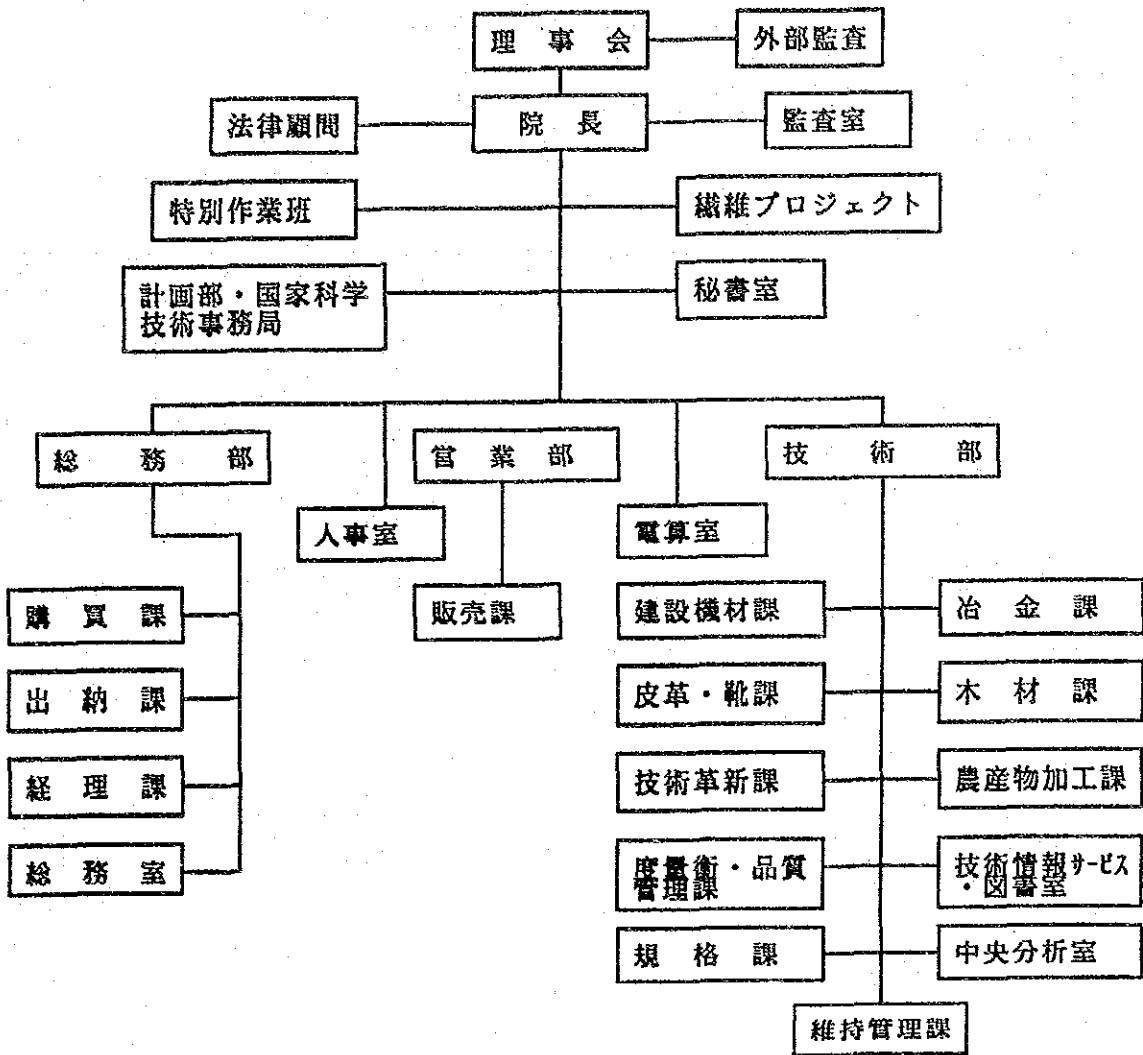 理事会
外部監査
法律顧問
院長
監査室
特別作業班
繊維プロジェクト
計画部・国家科学
技術事務局
秘書室
総務部
営業部
技術部
人事室
電算室
購買課
販売課
建設機材課
冶金課
出納課
皮革・靴課
木材課
経理課
技術革新課
農産物加工課
総務室
度量衡・品質
管理課
技術情報サービス
・図書室
規格課
中央分析室
維持管理課